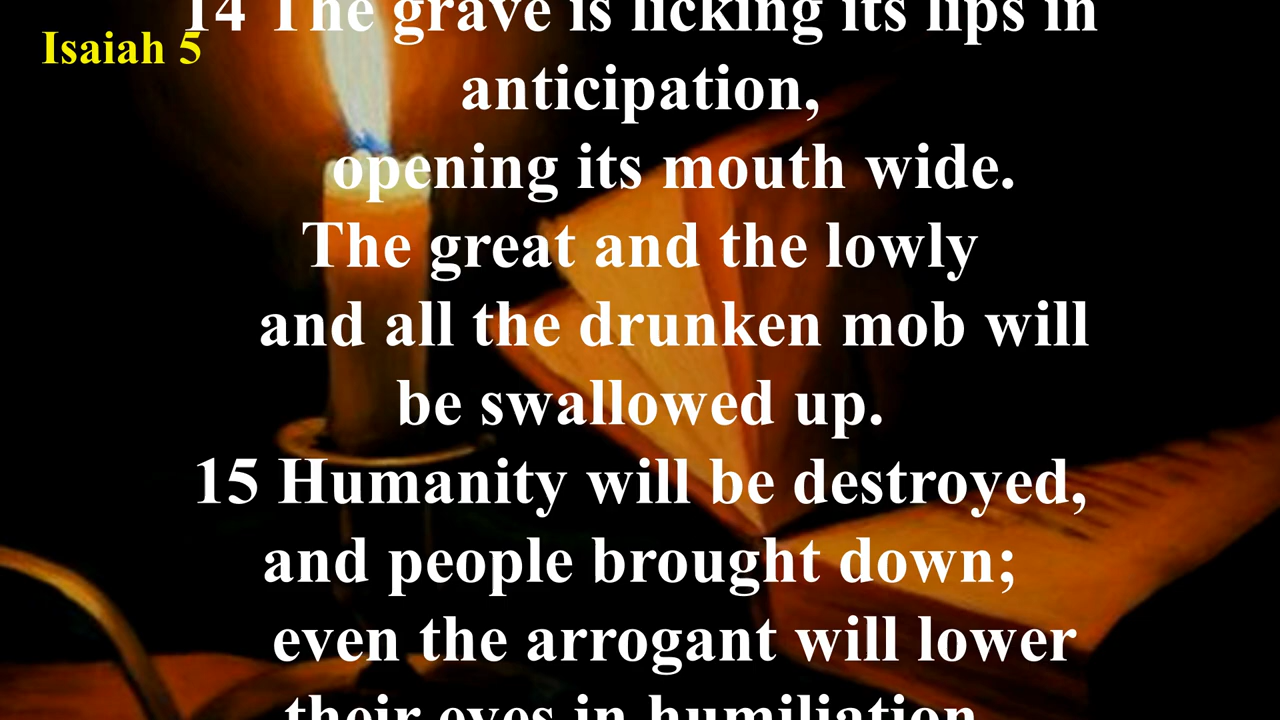 Isaiah 5
14 The grave is licking its lips in
anticipation,
opening its mouth wide.
The great and the lowly
and all the drunken mob will
be swallowed up.
15 Humanity will be destroyed,
and people brought down;
even the arrogant will lower
their eyes in humiliation.